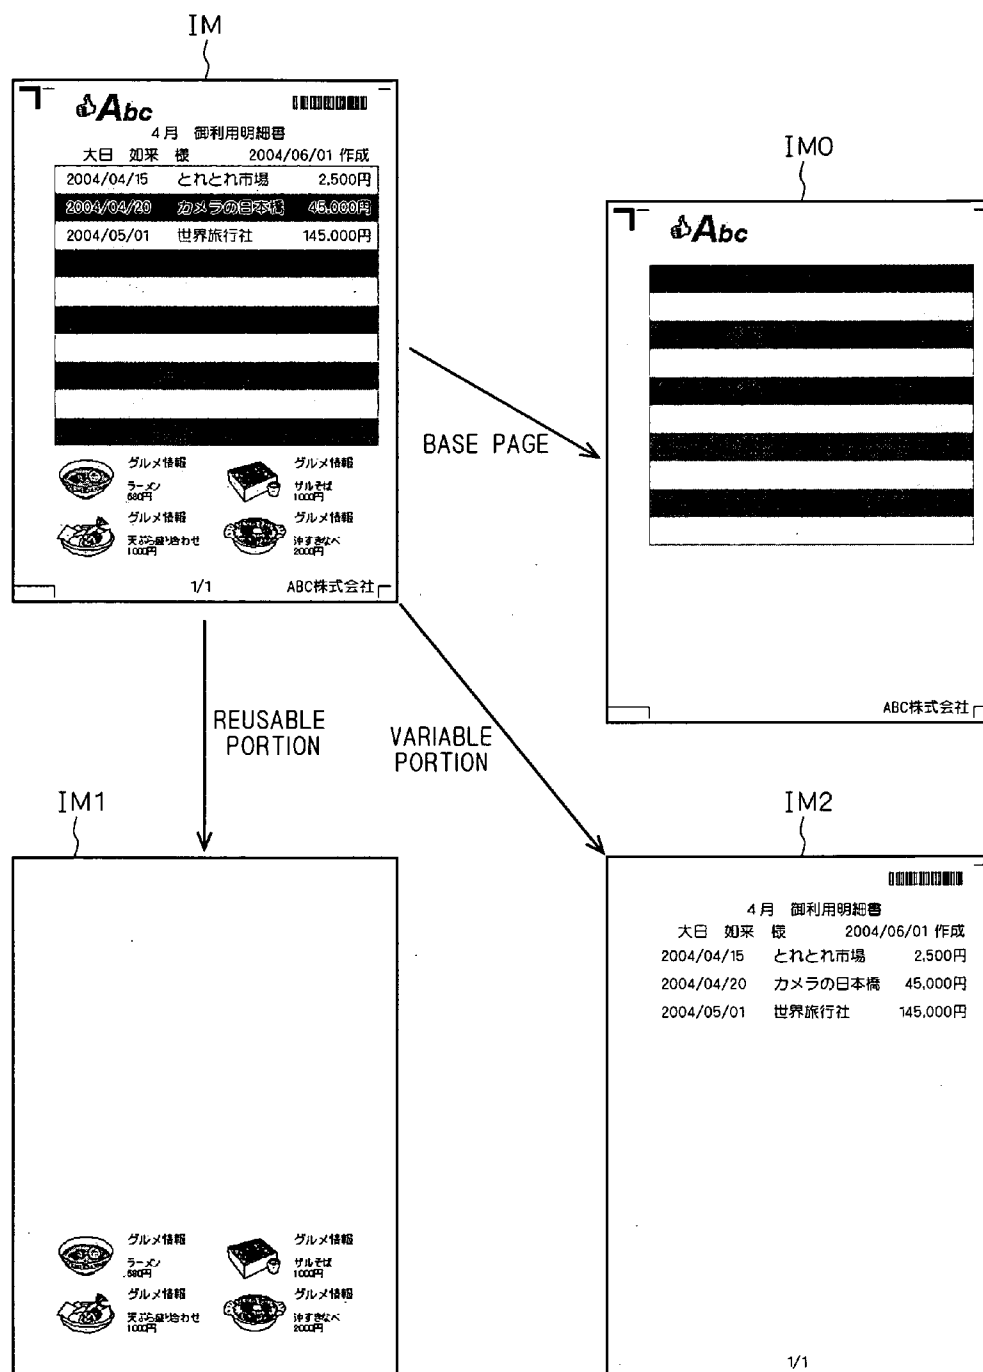 IM
Abc
4月 御利用明細書
大日 如来 様 2004/06/01 作成
2004/04/15 とれとれ市場 2,500円
2004/04/20 カメラの日本橋 45,000円
2004/05/01 世界旅行社 145.000円
グルメ情報 グルメ情報
ラーメン ザルそば
680円 1000円
グルメ情報 グルメ情報
天ぷら盛り合わせ 沖すきなべ
1000円 2000円
1/1 ABC株式会社
IM0
Abc
ABC株式会社
BASE PAGE
REUSABLE
PORTION
VARIABLE
PORTION
IM1
グルメ情報 グルメ情報
ラーメン ザルそば
680円 1000円
グルメ情報 グルメ情報
天ぷら盛り合わせ 沖すきなべ
1000円 2000円
IM2
4月 御利用明細書
大日 如来 様 2004/06/01 作成
2004/04/15 とれとれ市場 2,500円
2004/04/20 カメラの日本橋 45,000円
2004/05/01 世界旅行社 145,000円
1/1